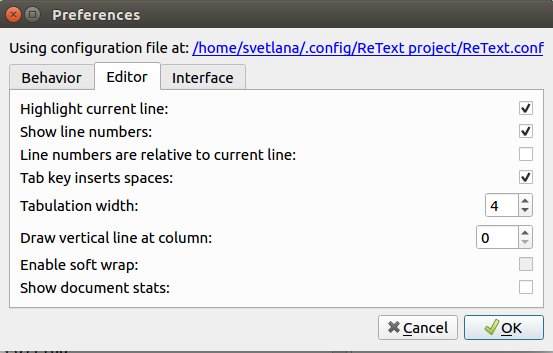 Preferences
Using configuration file at: /home/svetlana/.config/ReText project/ReText.conf
Behavior Editor Interface
Highlight current line:
Show line numbers:
Line numbers are relative to current line:
Tab key inserts spaces:
Tabulation width: 4
Draw vertical line at column: 0
Enable soft wrap:
Show document stats:
Cancel OK